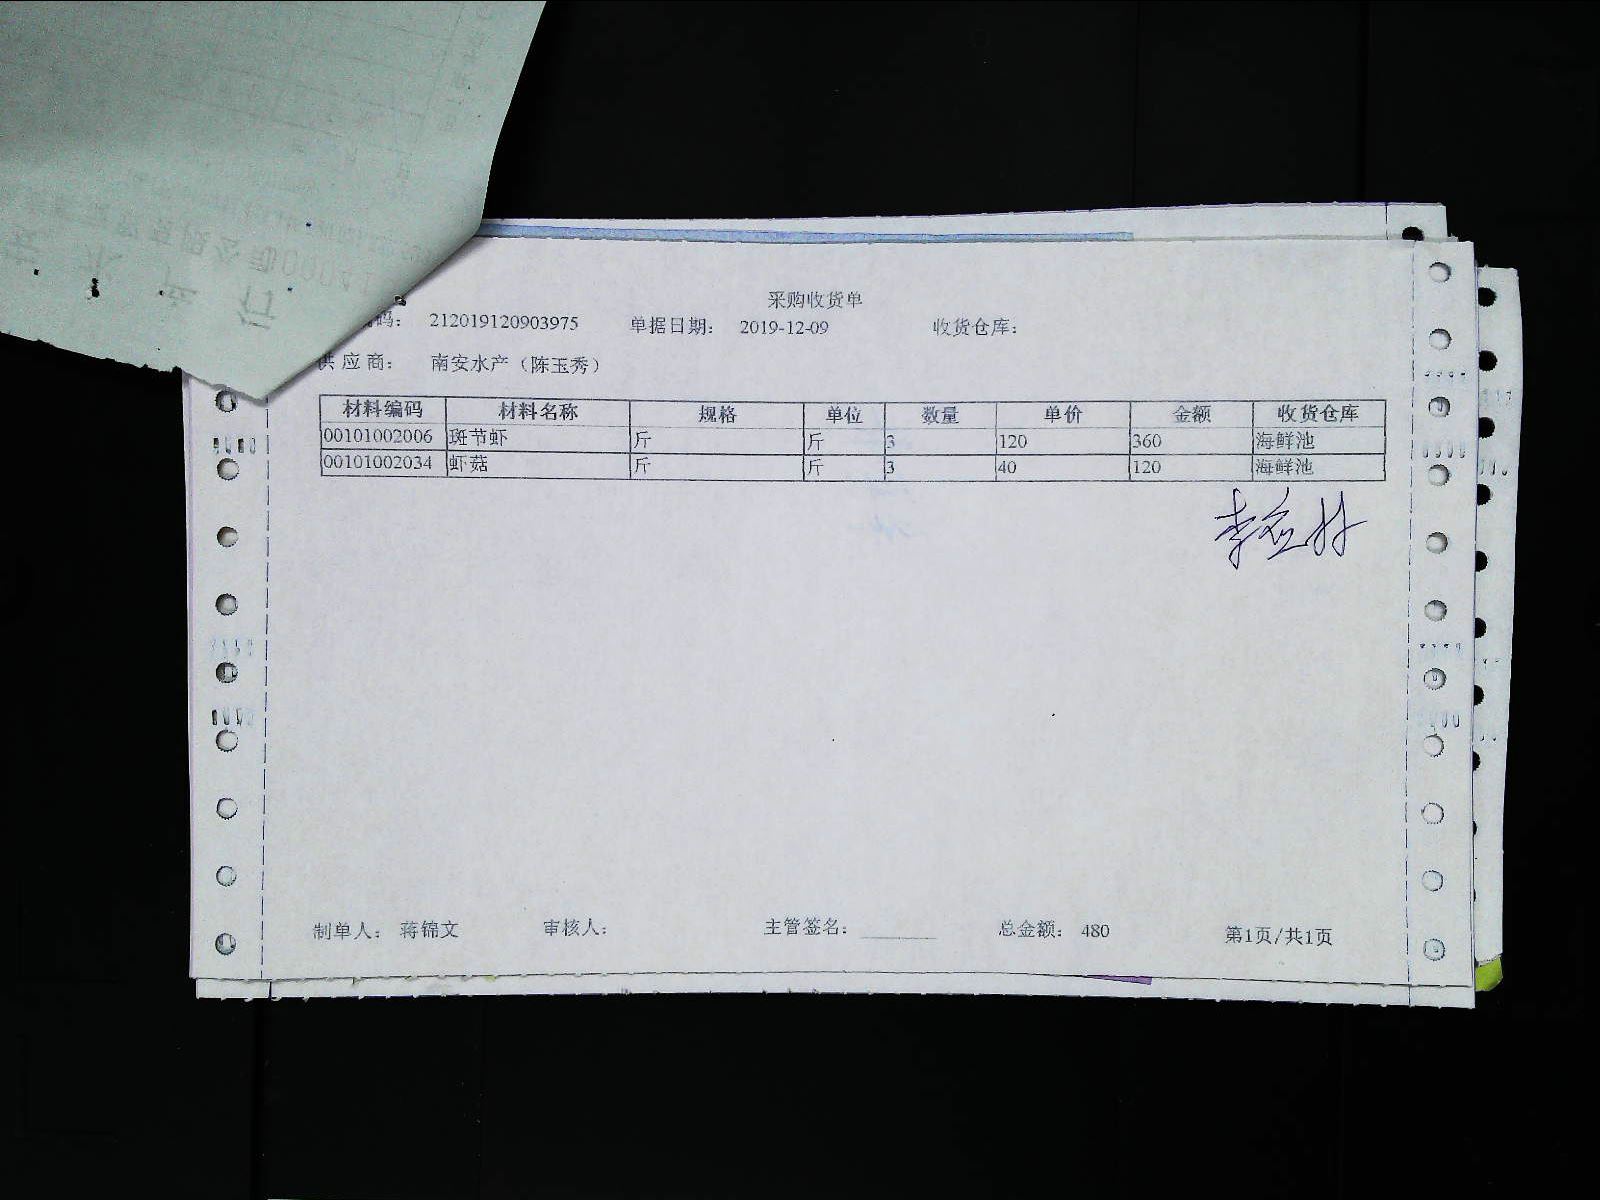 采购收货单
码： 212019120903975 单据日期： 2019-12-09 收货仓库：
供应商： 南安水产（陈玉秀）
材料编码 材料名称 规格 单位 数量 单价 金额 收货仓库
00101002006 斑节虾 斤 斤 3 120 360 海鲜池
00101002034 虾菇 斤 斤 3 40 120 海鲜池
制单人： 蒋锦文 审核人： 主管签名： 总金额： 480 第1页/共1页